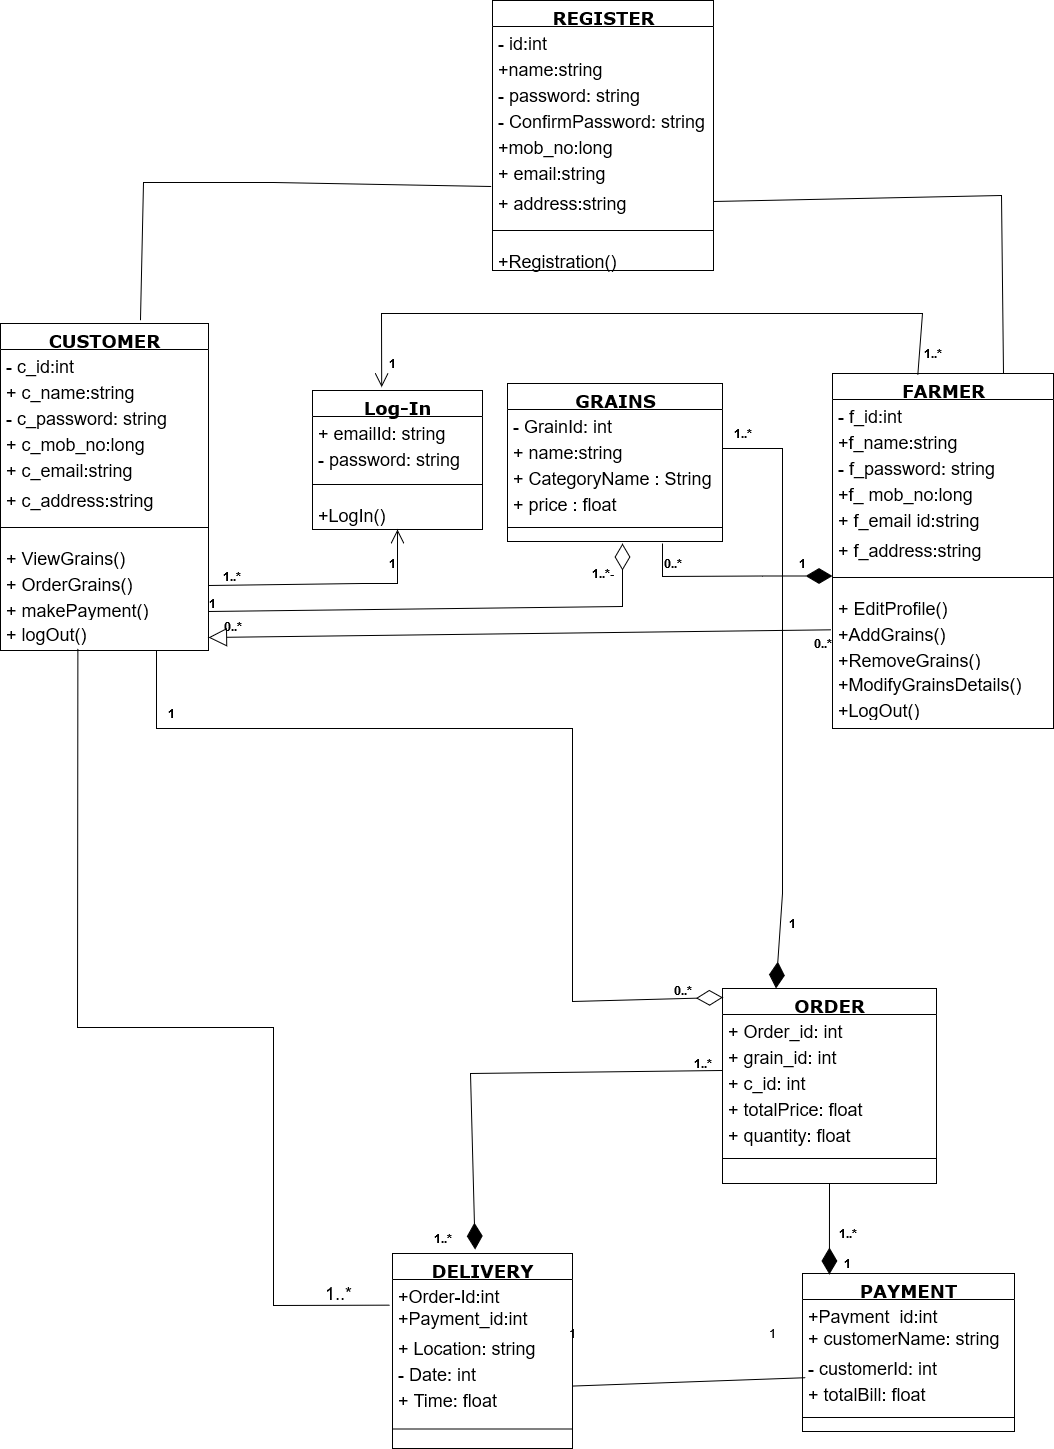 REGISTER
- id:int
+name:string
- password: string
- ConfirmPassword: string
+mob_no:long
+ email:string
+ address:string
+Registration()
CUSTOMER
- c_id:int
+ c_name:string
- c_password: string
+ c_mob_no:long
+ c_email:string
+ c_address:string
+ ViewGrains()
+ OrderGrains()
+ makePayment()
+ logOut()
1
1..*
Log-In
+ emailId: string
- password: string
+LogIn()
GRAINS
- GrainId: int
+ name:string
+ CategoryName : String
+ price : float
1..*
FARMER
- f_id:int
+f_name:string
- f_password: string
+f_ mob_no:long
+ f_email id:string
+ f_address:string
+ EditProfile()
+AddGrains()
+RemoveGrains()
+ModifyGrainsDetails()
+LogOut()
1..*
1
1..*-
0..*
1
1
0..*
0..*
1
1
0..*
ORDER
+ Order_id: int
+ grain_id: int
+ c_id: int
+ totalPrice: float
+ quantity: float
1..*
1..*
1..*
1
1..*
DELIVERY
+Order-Id:int
+Payment_id:int
+ Location: string
- Date: int
+ Time: float
1
1
PAYMENT
+Payment_id:int
+ customerName: string
- customerId: int
+ totalBill: float